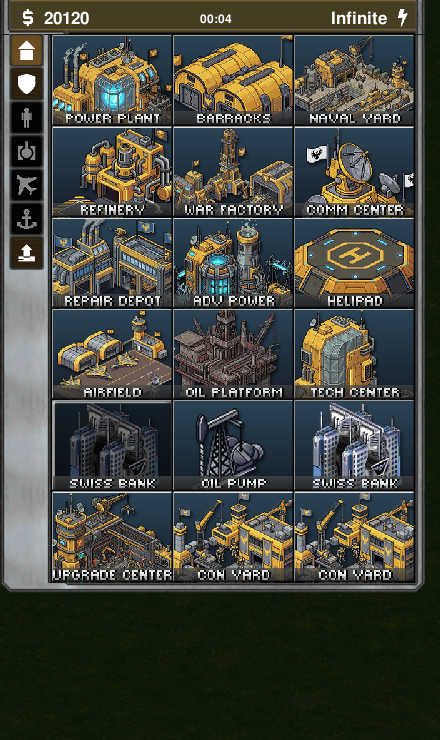 $ 20120 00:04 Infinite
POWER PLANT BARRACKS NAVAL YARD
REFINERY WAR FACTORY COMM CENTER
REPAIR DEPOT ADV POWER HELIPAD
H
AIRFIELD OIL PLATFORM TECH CENTER
SWISS BANK OIL PUMP SWISS BANK
UPGRADE CENTER CON YARD CON YARD